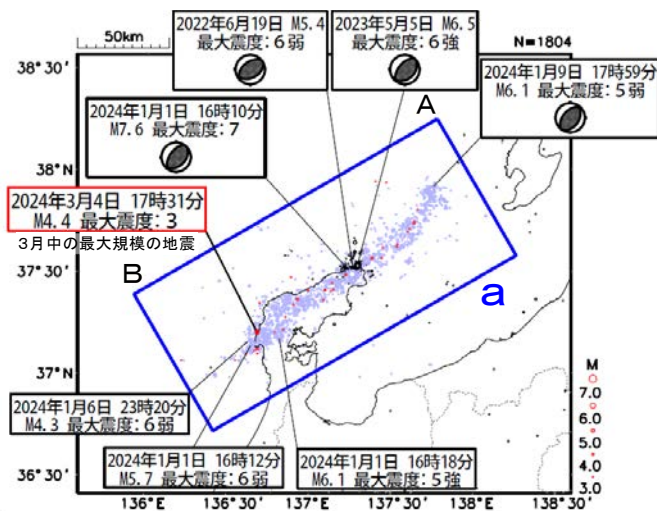 50km
N=1804
2022年6月19日 M5.4
最大震度：6弱
2023年5月5日 M6.5
最大震度：6強
2024年1月9日 17時59分
M6.1 最大震度：5弱
2024年1月1日 16時10分
M7.6 最大震度：7
2024年3月4日 17時31分
M4.4 最大震度：3
3月中の最大規模の地震
A
B
a
38°30′
38°N
37°30′
37°N
36°30′
2024年1月6日 23時20分
M4.3 最大震度：6弱
2024年1月1日 16時12分
M5.7 最大震度：6弱
2024年1月1日 16時18分
M6.1 最大震度：5強
M
7.0
6.0
5.0
4.0
3.0
136°E
136°30′
137°E
137°30′
138°E
138°30′